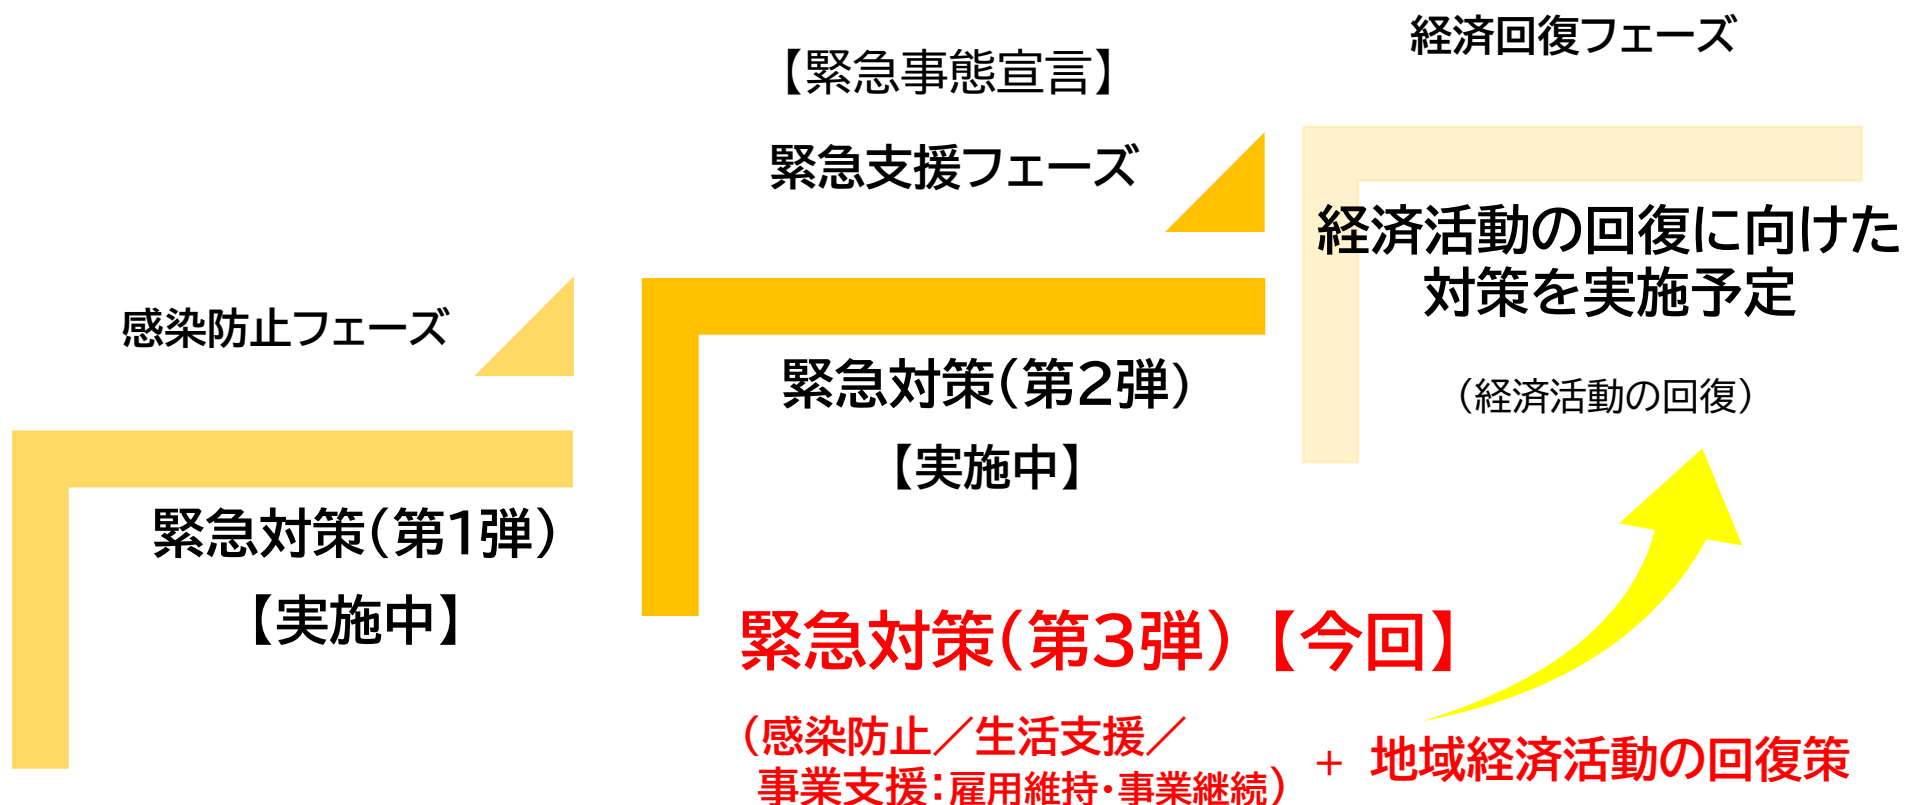 感染防止フェーズ
緊急対策（第1弾）
【実施中】
【緊急事態宣言】
緊急支援フェーズ
緊急対策（第2弾）
【実施中】
緊急対策（第3弾）【今回】
（感染防止／生活支援／
事業支援：雇用維持・事業継続）
+ 地域経済活動の回復策
経済回復フェーズ
経済活動の回復に向けた
対策を実施予定
（経済活動の回復）